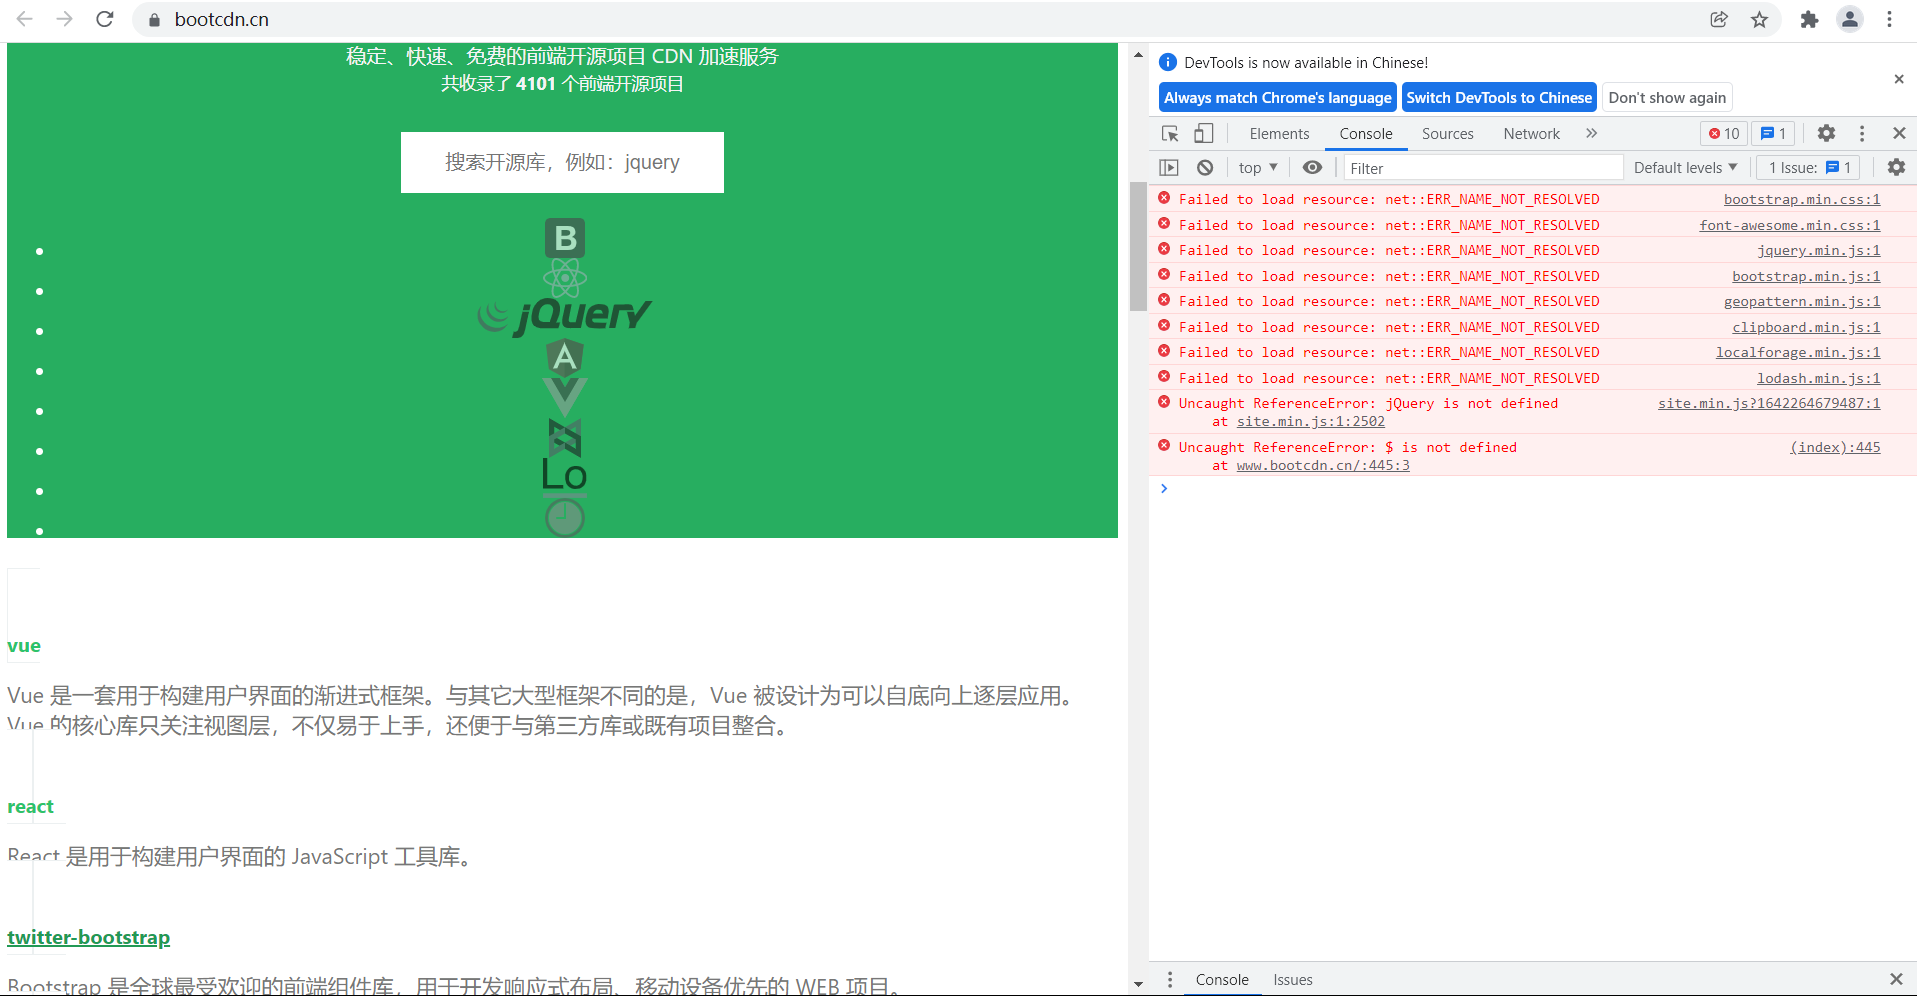 bootcdn.cn
稳定、快速、免费的前端开源项目 CDN 加速服务
共收录了 4101 个前端开源项目
搜索开源库，例如：jquery
B
jQuery
A
Lo
vue
Vue 是一套用于构建用户界面的渐进式框架。与其它大型框架不同的是，Vue 被设计为可以自底向上逐层应用。
Vue 的核心库只关注视图层，不仅易于上手，还便于与第三方库或既有项目整合。
react
React 是用于构建用户界面的 JavaScript 工具库。
twitter-bootstrap
Bootstrap 是全球最受欢迎的前端组件库，用于开发响应式布局、移动设备优先的 WEB 项目。
DevTools is now available in Chinese!
Always match Chrome's language Switch DevTools to Chinese Don't show again
Elements Console Sources Network 10 1
top Filter Default levels 1 Issue: 1
Failed to load resource: net::ERR_NAME_NOT_RESOLVED bootstrap.min.css:1
Failed to load resource: net::ERR_NAME_NOT_RESOLVED font-awesome.min.css:1
Failed to load resource: net::ERR_NAME_NOT_RESOLVED jquery.min.js:1
Failed to load resource: net::ERR_NAME_NOT_RESOLVED bootstrap.min.js:1
Failed to load resource: net::ERR_NAME_NOT_RESOLVED geopattern.min.js:1
Failed to load resource: net::ERR_NAME_NOT_RESOLVED clipboard.min.js:1
Failed to load resource: net::ERR_NAME_NOT_RESOLVED localforage.min.js:1
Failed to load resource: net::ERR_NAME_NOT_RESOLVED lodash.min.js:1
Uncaught ReferenceError: jQuery is not defined site.min.js?1642264679487:1
at site.min.js:1:2502
Uncaught ReferenceError: $ is not defined (index):445
at www.bootcdn.cn/:445:3
Console Issues